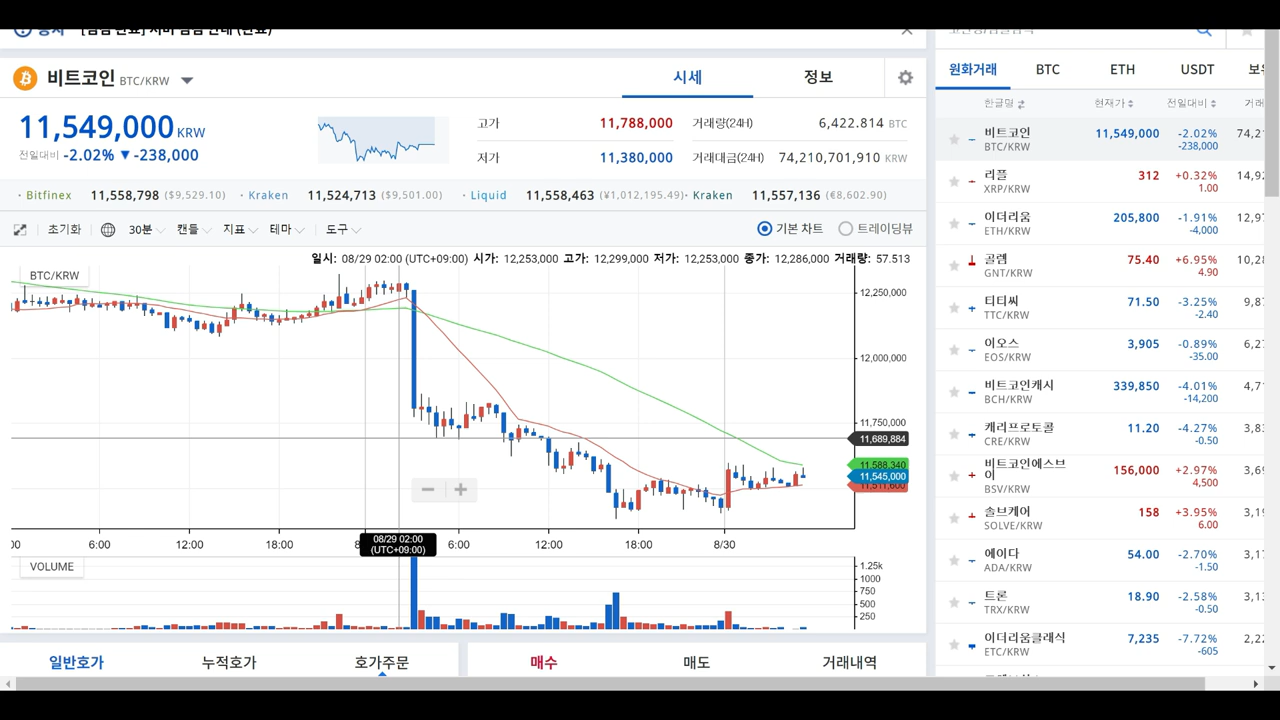 비트코인 BTC/KRW
시세
정보
11,549,000 KRW
전일대비 -2.02% ▼ -238,000
고가 11,788,000
거래량(24H) 6,422.814 BTC
저가 11,380,000
거래대금(24H) 74,210,701,910 KRW
· Bitfinex 11,558,798 ($9,529.10) · Kraken 11,524,713 ($9,501.00) · Liquid 11,558,463 (¥1,012,195.49) · Kraken 11,557,136 (€8,602.90)
초기화 30분 캔들 지표 테마 도구 기본 차트 트레이딩뷰
일시: 08/29 02:00 (UTC+09:00) 시가: 12,253,000 고가: 12,299,000 저가: 12,253,000 종가: 12,286,000 거래량: 57.513
BTC/KRW
12,250,000
12,000,000
11,750,000
11,689,884
11,588,340
11,545,000
6:00 12:00 18:00 08/29 02:00 (UTC+09:00) 6:00 12:00 18:00 8/30
VOLUME
1.25k
1000
750
500
250
일반호가 누적호가 호가주문
매수 매도 거래내역
원화거래 BTC ETH USDT
한글명 현재가 전일대비
비트코인 11,549,000 -2.02%
BTC/KRW -238,000
리플 312 +0.32%
XRP/KRW 1.00
이더리움 205,800 -1.91%
ETH/KRW -4,000
골렘 75.40 +6.95%
GNT/KRW 4.90
티티씨 71.50 -3.25%
TTC/KRW -2.40
이오스 3,905 -0.89%
EOS/KRW -35.00
비트코인캐시 339,850 -4.01%
BCH/KRW -14,200
캐리프로토콜 11.20 -4.27%
CRE/KRW -0.50
비트코인에스브이 156,000 +2.97%
BSV/KRW 4,500
솔브케어 158 +3.95%
SOLVE/KRW 6.00
에이다 54.00 -2.70%
ADA/KRW -1.50
트론 18.90 -2.58%
TRX/KRW -0.50
이더리움클래식 7,235 -7.72%
ETC/KRW -605